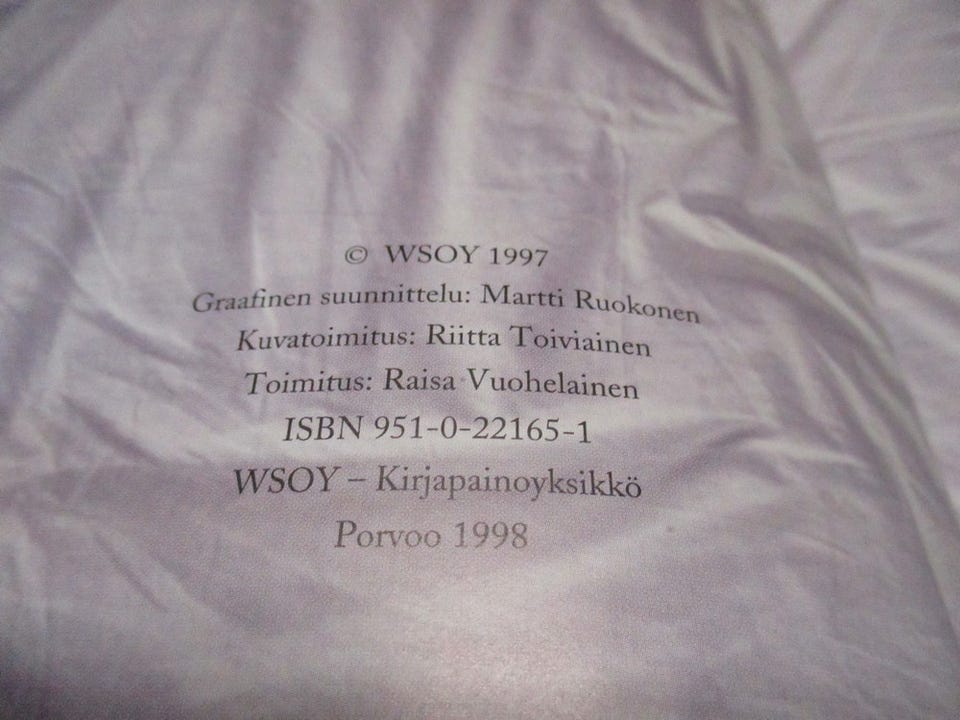 © WSOY 1997
Graafinen suunnittelu: Martti Ruokonen
Kuvatoimitus: Riitta Toiviainen
Toimitus: Raisa Vuohelainen
ISBN 951-0-22165-1
WSOY – Kirjapainoyksikkö
Porvoo 1998